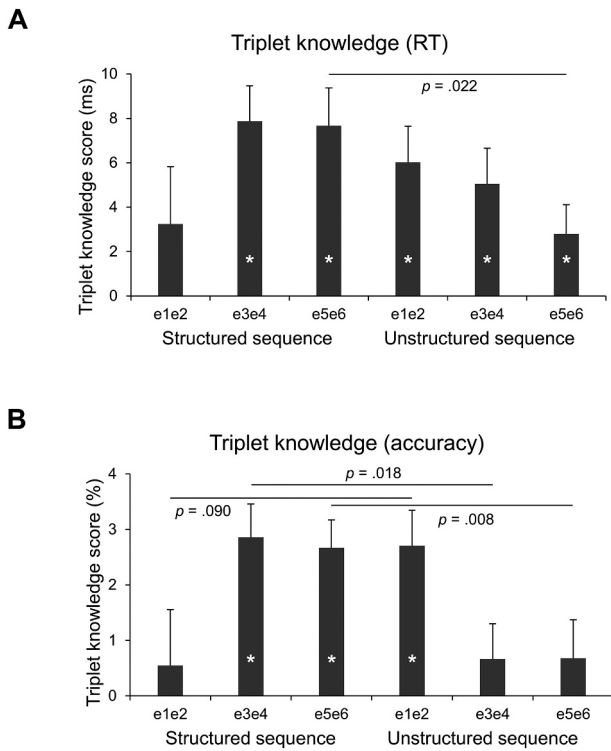 A
Triplet knowledge (RT)
Triplet knowledge score (ms)
10
8
6
4
2
0
p = .022
* * * * *
e1e2 e3e4 e5e6 e1e2 e3e4 e5e6
Structured sequence Unstructured sequence
B
Triplet knowledge (accuracy)
Triplet knowledge score (%)
4
3
2
1
0
p = .018
p = .090
p = .008
* * *
e1e2 e3e4 e5e6 e1e2 e3e4 e5e6
Structured sequence Unstructured sequence